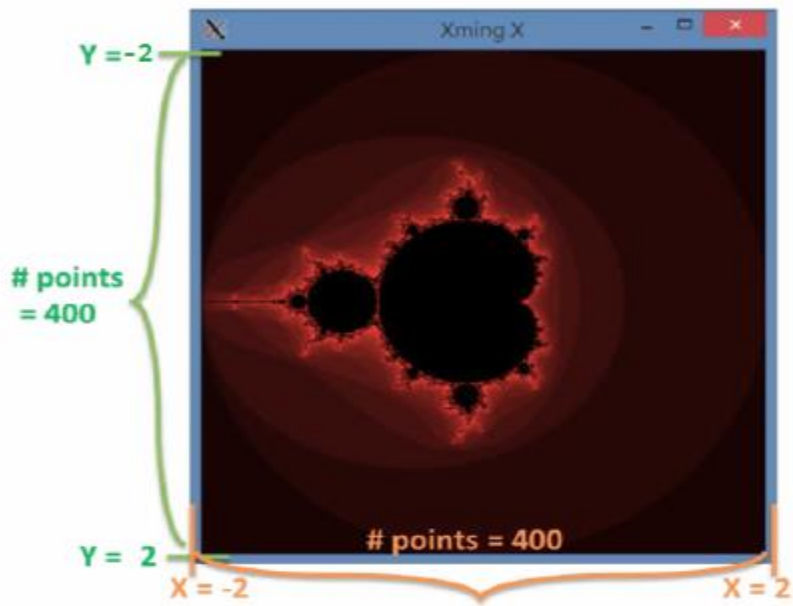 Xming X
Y =-2
# points
= 400
# points = 400
Y = 2
X = -2
X = 2